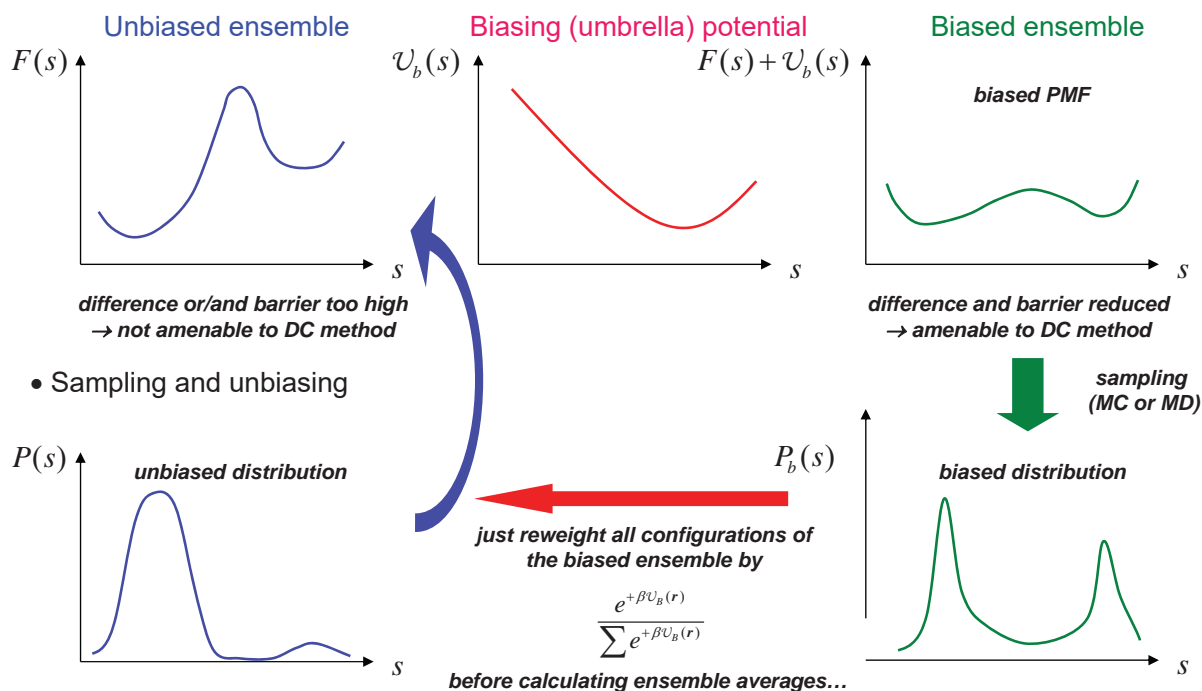 Unbiased ensemble
Biasing (umbrella) potential
Biased ensemble
F(s)
𝒰_b(s)
F(s) + 𝒰_b(s)
biased PMF
s
s
s
difference or/and barrier too high
→ not amenable to DC method
difference and barrier reduced
→ amenable to DC method
• Sampling and unbiasing
sampling
(MC or MD)
P(s)
unbiased distribution
P_b(s)
biased distribution
just reweight all configurations of
the biased ensemble by
e^{+β𝒰_B(r)}
∑ e^{+β𝒰_B(r)}
before calculating ensemble averages...
s
s